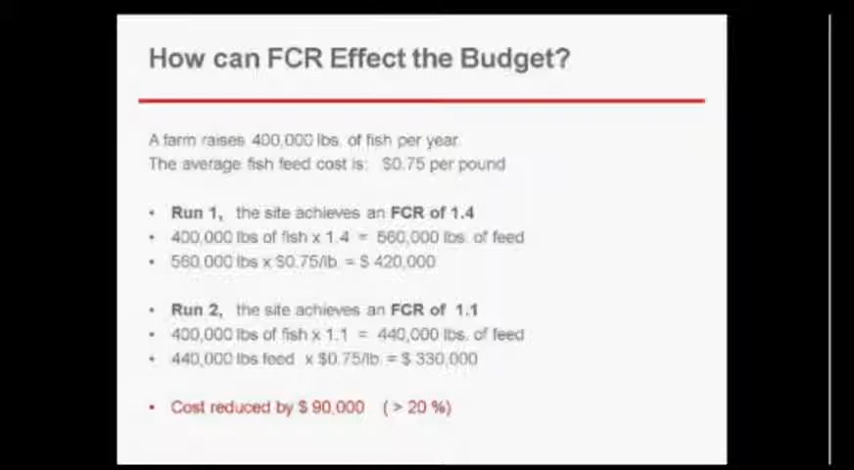 How can FCR Effect the Budget?
A farm raises 400,000 lbs. of fish per year.
The average fish feed cost is: $0.75 per pound
• Run 1, the site achieves an FCR of 1.4
• 400,000 lbs of fish x 1.4 = 560,000 lbs. of feed
• 560,000 lbs x $0.75/lb. = $ 420,000
• Run 2, the site achieves an FCR of 1.1
• 400,000 lbs of fish x 1.1 = 440,000 lbs. of feed
• 440,000 lbs feed x $0.75/lb. = $ 330,000
• Cost reduced by $ 90,000 ( > 20 %)